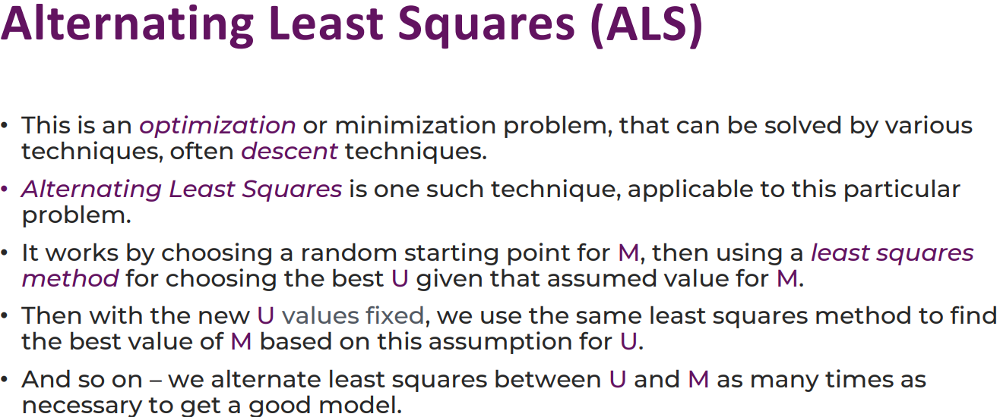 Alternating Least Squares (ALS)
• This is an optimization or minimization problem, that can be solved by various
techniques, often descent techniques.
• Alternating Least Squares is one such technique, applicable to this particular
problem.
• It works by choosing a random starting point for M, then using a least squares
method for choosing the best U given that assumed value for M.
• Then with the new U values fixed, we use the same least squares method to find
the best value of M based on this assumption for U.
• And so on – we alternate least squares between U and M as many times as
necessary to get a good model.